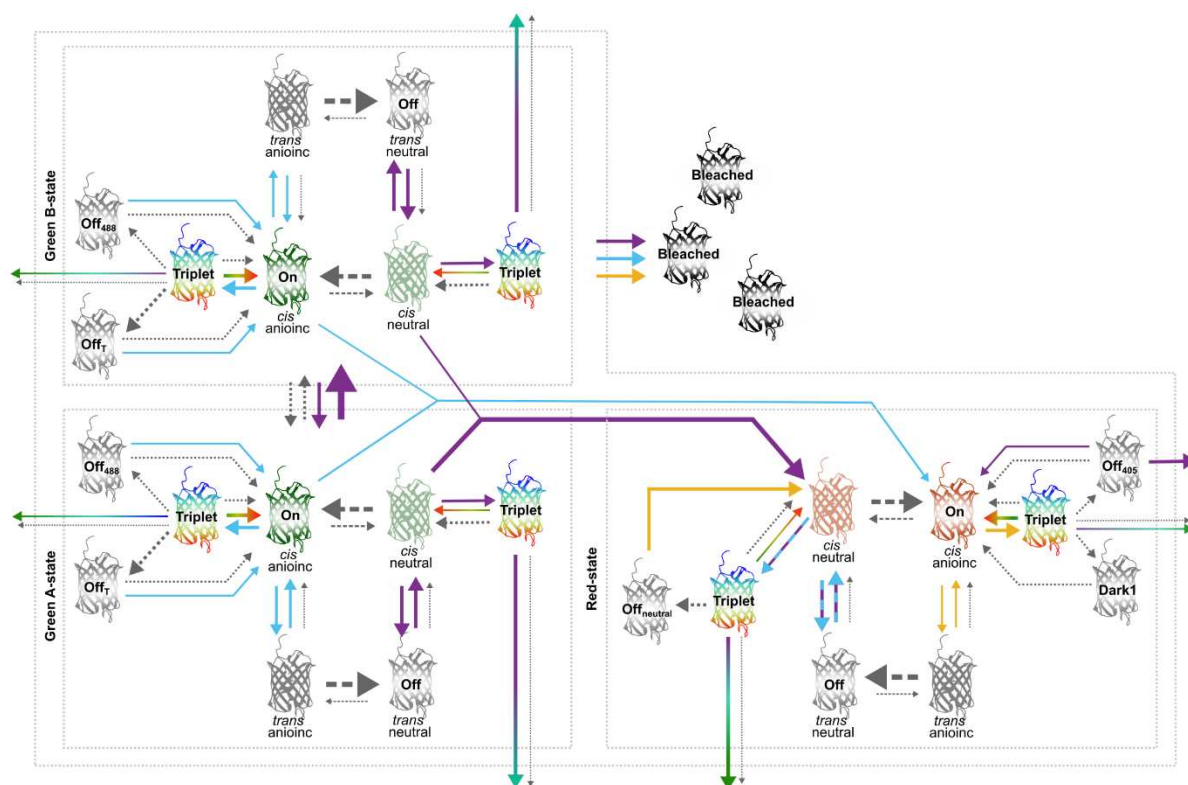 Green B-state
trans
anioinc
Off
trans
neutral
Off488
Triplet
On
cis
anioinc
OffT
cis
neutral
Triplet
Bleached
Bleached
Bleached
Green A-state
Off488
Triplet
On
cis
anioinc
OffT
cis
neutral
Triplet
trans
anioinc
Off
trans
neutral
Red-state
cis
neutral
On
cis
anioinc
Off405
Triplet
Dark1
Offneutral
Triplet
Off
trans
neutral
trans
anioinc